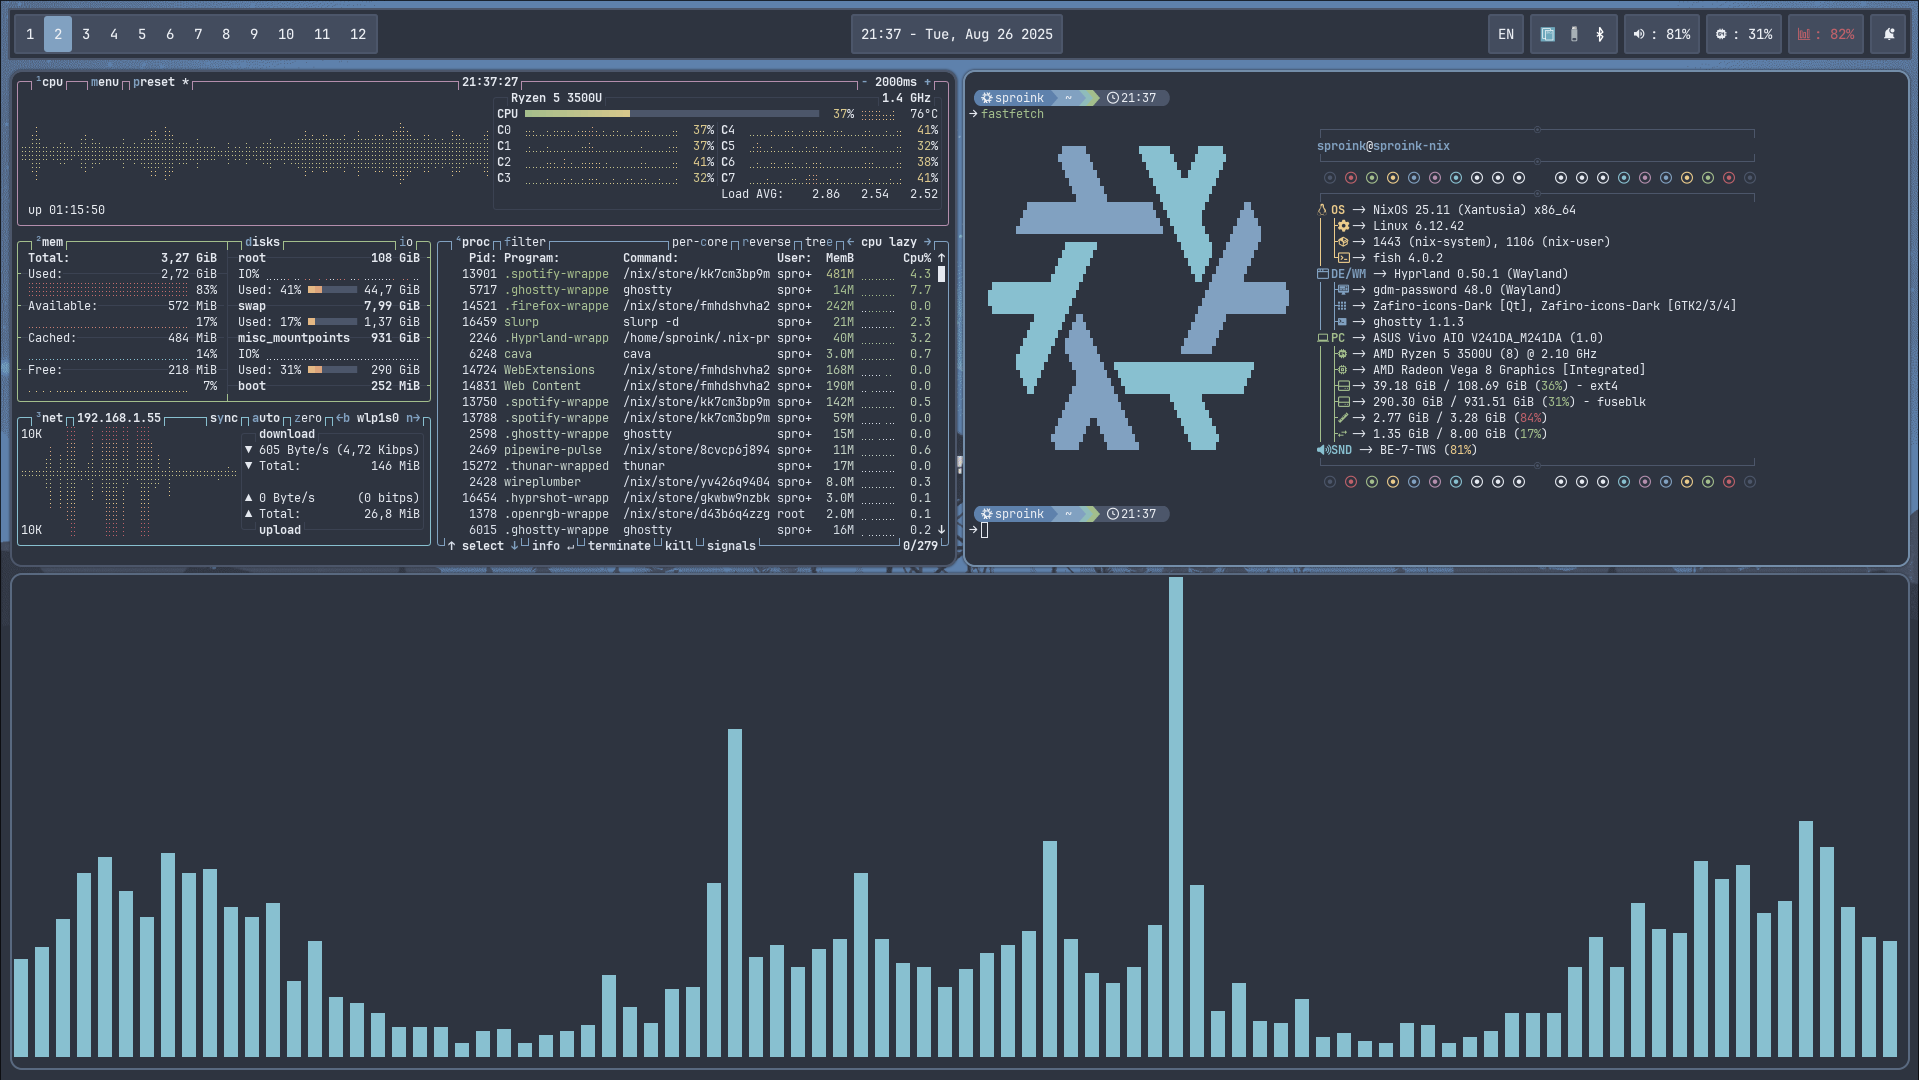 1 2 3 4 5 6 7 8 9 10 11 12
21:37 - Tue, Aug 26 2025
EN
: 81%
: 31%
: 82%
¹cpu menu preset * 21:37:27 - 2000ms +
Ryzen 5 3500U 1.4 GHz
CPU 37% 76°C
C0 37% C4 41%
C1 37% C5 32%
C2 41% C6 38%
C3 32% C7 41%
Load AVG: 2.86 2.54 2.52
up 01:15:50
²mem
Total: 3,27 GiB
Used: 2,72 GiB
83%
Available: 572 MiB
17%
Cached: 484 MiB
14%
Free: 218 MiB
7%
disks io
root 108 GiB
IO%
Used: 41% 44,7 GiB
swap 7,99 GiB
Used: 17% 1,37 GiB
misc_mountpoints 931 GiB
IO%
Used: 31% 290 GiB
boot 252 MiB
³net 192.168.1.55 sync auto zero ←b wlp1s0 n→
10K
10K
download
▼ 605 Byte/s (4,72 Kibps)
▼ Total: 146 MiB
▲ 0 Byte/s (0 bitps)
▲ Total: 26,8 MiB
upload
⁴proc filter per-core reverse tree ← cpu lazy →
Pid: Program: Command: User: MemB Cpu% ↑
13901 .spotify-wrappe /nix/store/kk7cm3bp9m spro+ 481M 4.3
5717 .ghostty-wrappe ghostty spro+ 14M 7.7
14521 .firefox-wrappe /nix/store/fmhdshvha2 spro+ 242M 0.0
16459 slurp slurp -d spro+ 21M 2.3
2246 .Hyprland-wrapp /home/sproink/.nix-pr spro+ 40M 3.2
6248 cava cava spro+ 3.0M 0.7
14724 WebExtensions /nix/store/fmhdshvha2 spro+ 168M 0.0
14831 Web Content /nix/store/fmhdshvha2 spro+ 190M 0.0
13750 .spotify-wrappe /nix/store/kk7cm3bp9m spro+ 142M 0.5
13788 .spotify-wrappe /nix/store/kk7cm3bp9m spro+ 59M 0.0
2598 .ghostty-wrappe ghostty spro+ 15M 0.0
2469 pipewire-pulse /nix/store/8cvcp6j894 spro+ 11M 0.6
15272 .thunar-wrapped thunar spro+ 17M 0.0
2428 wireplumber /nix/store/yv426q9404 spro+ 8.0M 0.3
16454 .hyprshot-wrapp /nix/store/gkwbw9nzbk spro+ 3.0M 0.1
1378 .openrgb-wrappe /nix/store/d43b6q4zzg root 2.0M 0.1
6015 .ghostty-wrappe ghostty spro+ 16M 0.2 ↓
↑ select ↓ info ↵ terminate kill signals 0/279
sproink ~ 21:37
→ fastfetch
sproink@sproink-nix
OS → NixOS 25.11 (Xantusia) x86_64
→ Linux 6.12.42
→ 1443 (nix-system), 1106 (nix-user)
→ fish 4.0.2
DE/WM → Hyprland 0.50.1 (Wayland)
→ gdm-password 48.0 (Wayland)
→ Zafiro-icons-Dark [Qt], Zafiro-icons-Dark [GTK2/3/4]
→ ghostty 1.1.3
PC → ASUS Vivo AIO V241DA_M241DA (1.0)
→ AMD Ryzen 5 3500U (8) @ 2.10 GHz
→ AMD Radeon Vega 8 Graphics [Integrated]
→ 39.18 GiB / 108.69 GiB (36%) - ext4
→ 290.30 GiB / 931.51 GiB (31%) - fuseblk
→ 2.77 GiB / 3.28 GiB (84%)
→ 1.35 GiB / 8.00 GiB (17%)
SND → BE-7-TWS (81%)
sproink ~ 21:37
→